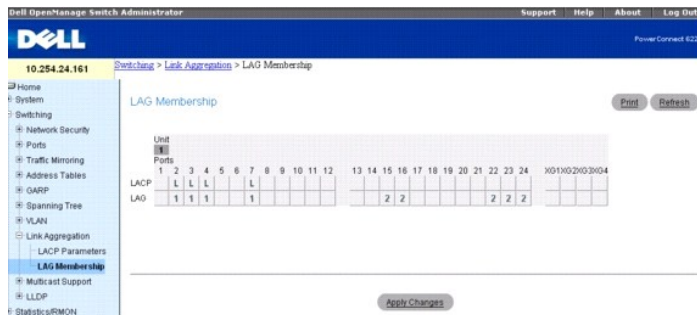 Dell OpenManage Switch Administrator
Support Help About Log Out
DELL
PowerConnect 622
10.254.24.161
Switching > Link Aggregation > LAG Membership
Home
System
Switching
Network Security
Ports
Traffic Mirroring
Address Tables
GARP
Spanning Tree
VLAN
Link Aggregation
LACP Parameters
LAG Membership
Multicast Support
LLDP
Statistics/RMON
LAG Membership
Print Refresh
Unit
1
Ports
1 2 3 4 5 6 7 8 9 10 11 12 13 14 15 16 17 18 19 20 21 22 23 24 XG1XG2XG3XG4
LACP L L L L
LAG 1 1 1 1 2 2 2 2 2
Apply Changes